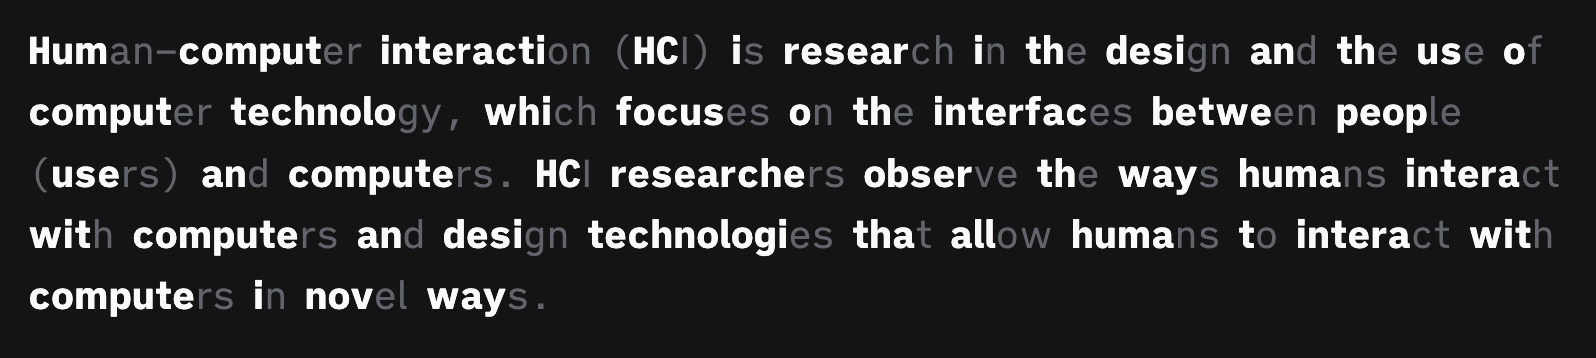 Human–computer interaction (HCI) is research in the design and the use of
computer technology, which focuses on the interfaces between people
(users) and computers. HCI researchers observe the ways humans interact
with computers and design technologies that allow humans to interact with
computers in novel ways.